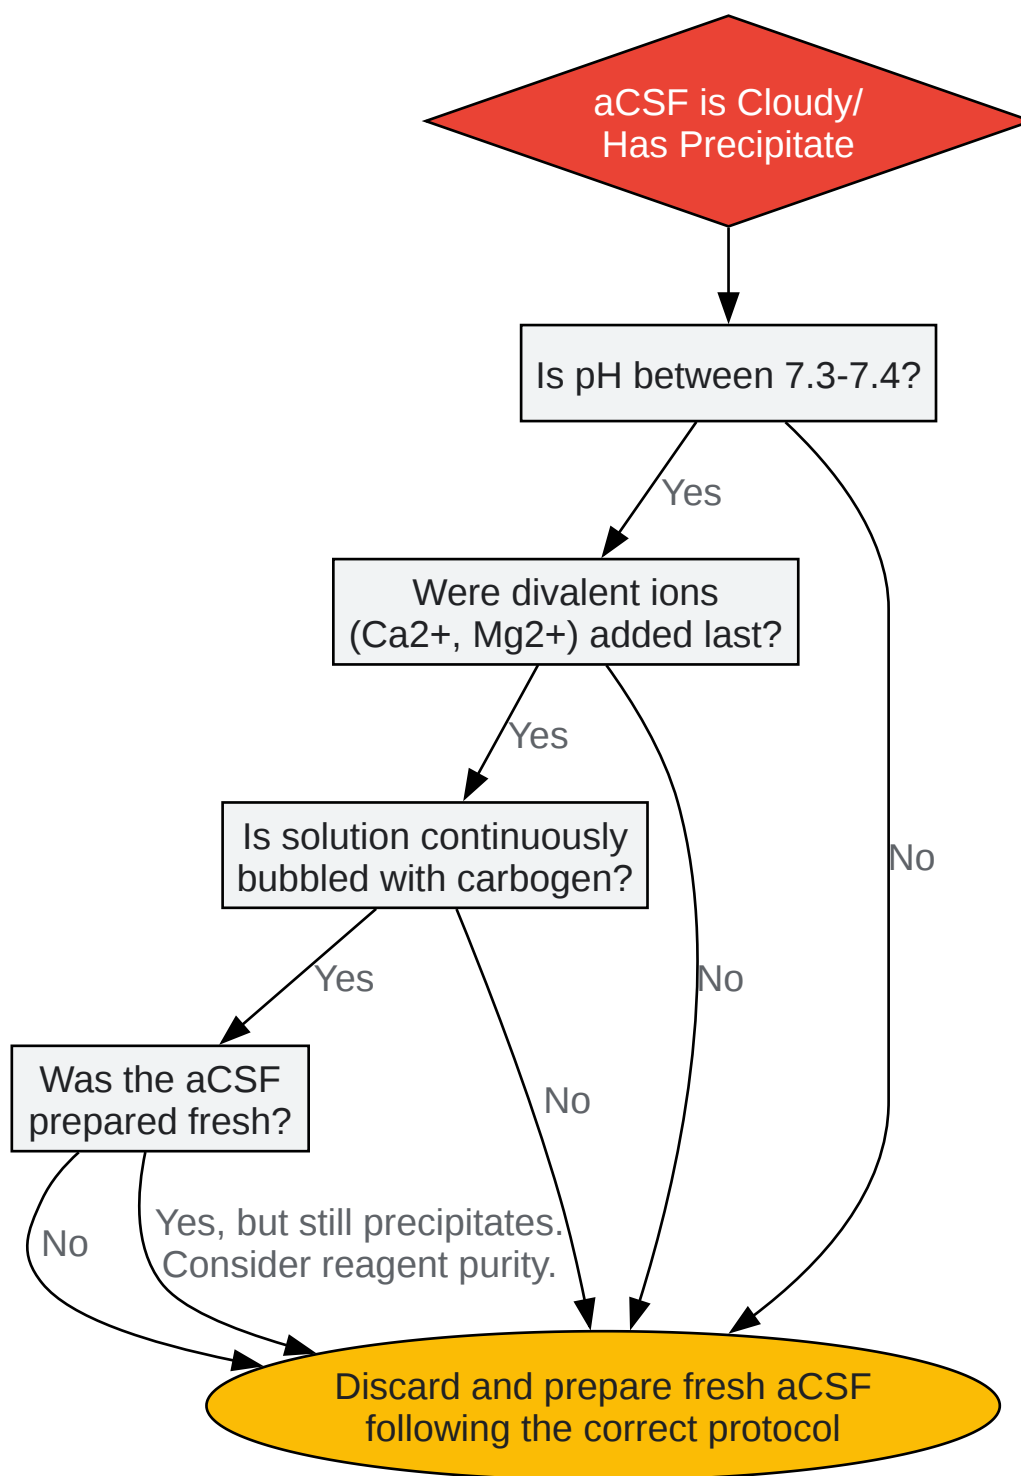 aCSF is Cloudy/
Has Precipitate
Is pH between 7.3-7.4?
Yes
Were divalent ions
(Ca2+, Mg2+) added last?
Yes
Is solution continuously
bubbled with carbogen?
No
Yes
No
Was the aCSF
prepared fresh?
No
Yes, but still precipitates.
Consider reagent purity.
No
Discard and prepare fresh aCSF
following the correct protocol